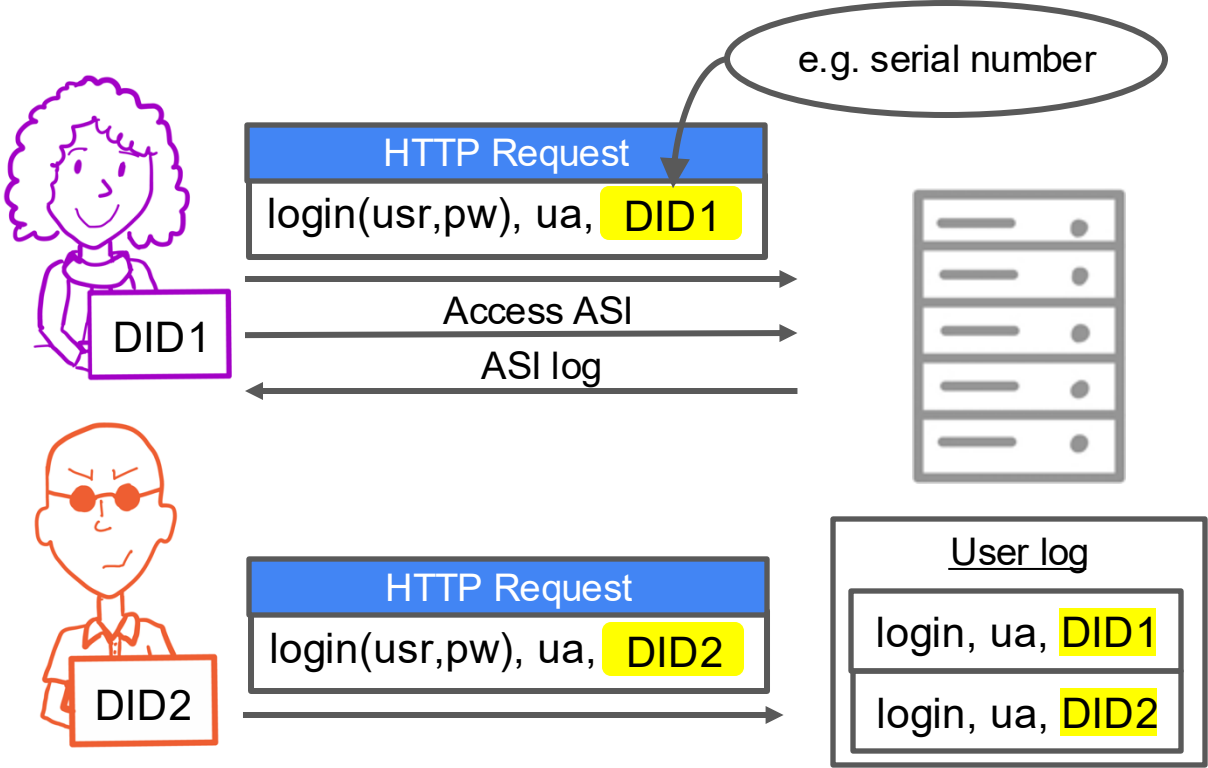 e.g. serial number
HTTP Request
login(usr,pw), ua, DID1
Access ASI
DID1
ASI log
HTTP Request
login(usr,pw), ua, DID2
DID2
User log
login, ua, DID1
login, ua, DID2